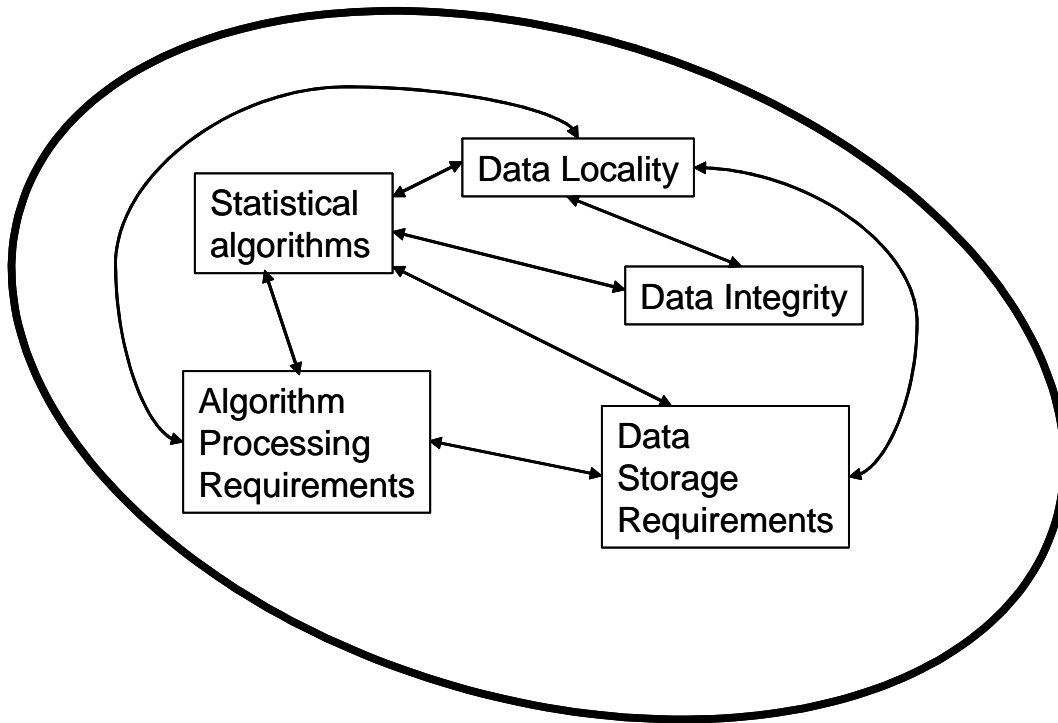 Data Locality
Statistical
algorithms
Data Integrity
Algorithm
Processing
Requirements
Data
Storage
Requirements